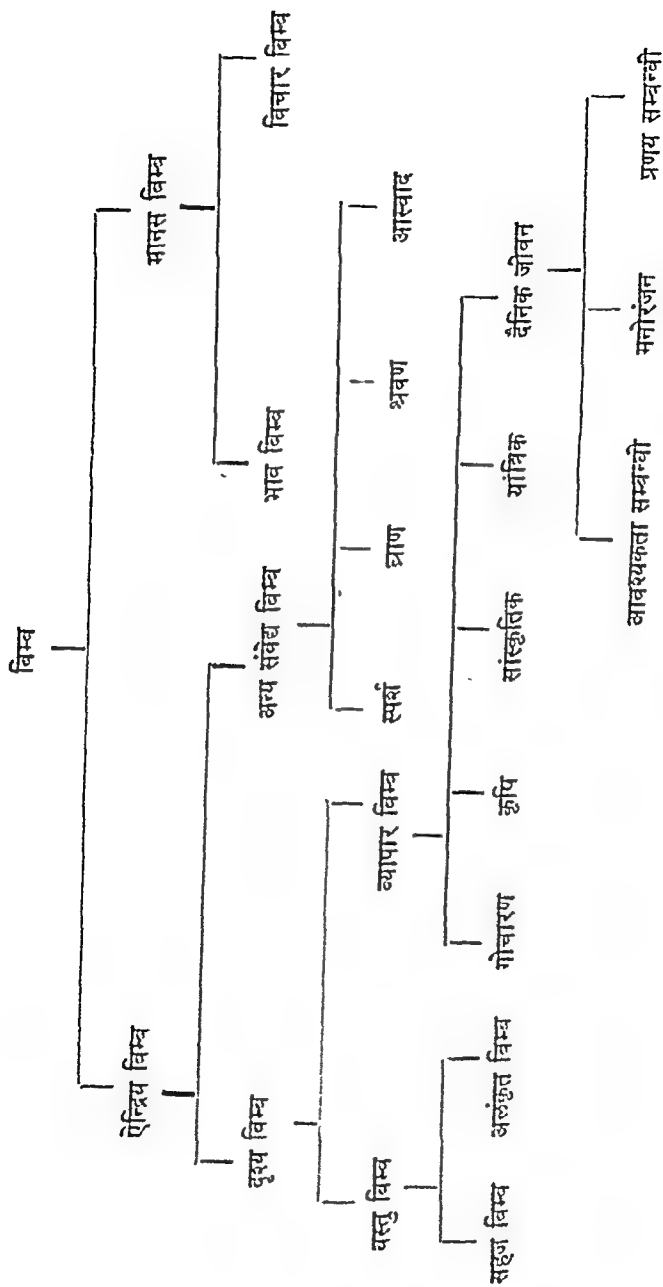 बिम्ब
ऐन्द्रिय बिम्ब
मानस बिम्ब
दृश्य बिम्ब
अन्य संवेद्य बिम्ब
भाव बिम्ब
विचार बिम्ब
वस्तु बिम्ब
व्यापार बिम्ब
स्पर्श
घ्राण
श्रवण
आस्वाद
सहज बिम्ब
अलंकृत बिम्ब
गोचारण
कृषि
सांस्कृतिक
यांत्रिक
दैनिक जीवन
आवश्यकता सम्बन्धी
मनोरंजन
प्रणय सम्बन्धी